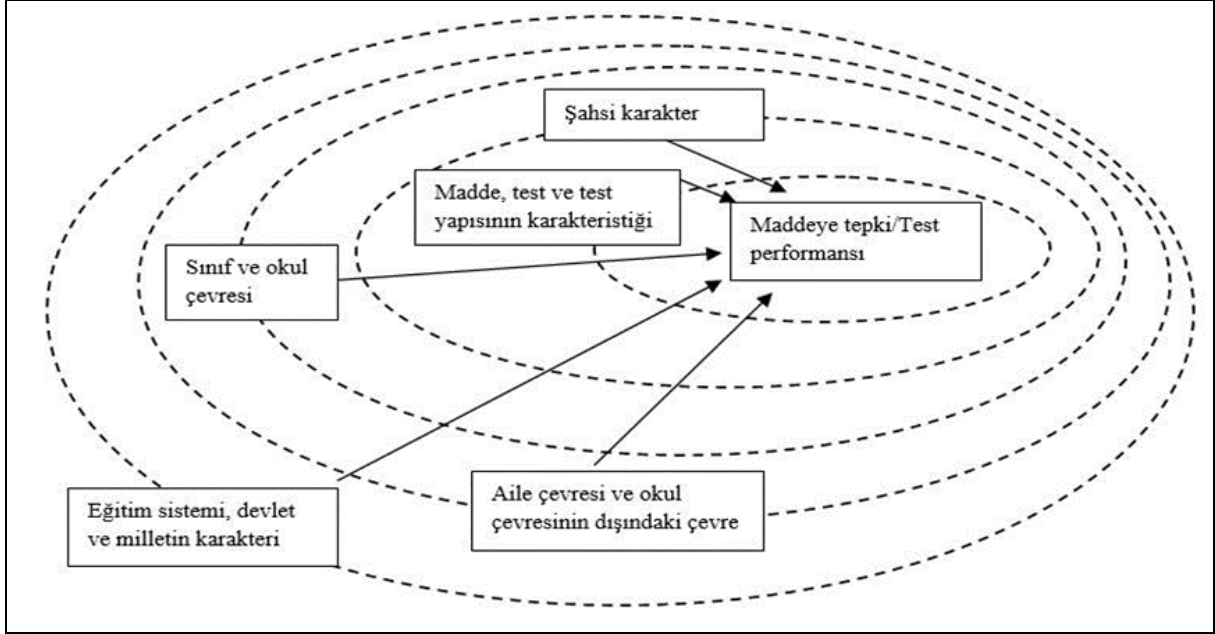 Şahsi karakter
Madde, test ve test
yapısının karakteristiği
Maddeye tepki/Test
performansı
Sınıf ve okul
çevresi
Aile çevresi ve okul
çevresinin dışındaki çevre
Eğitim sistemi, devlet
ve milletin karakteri